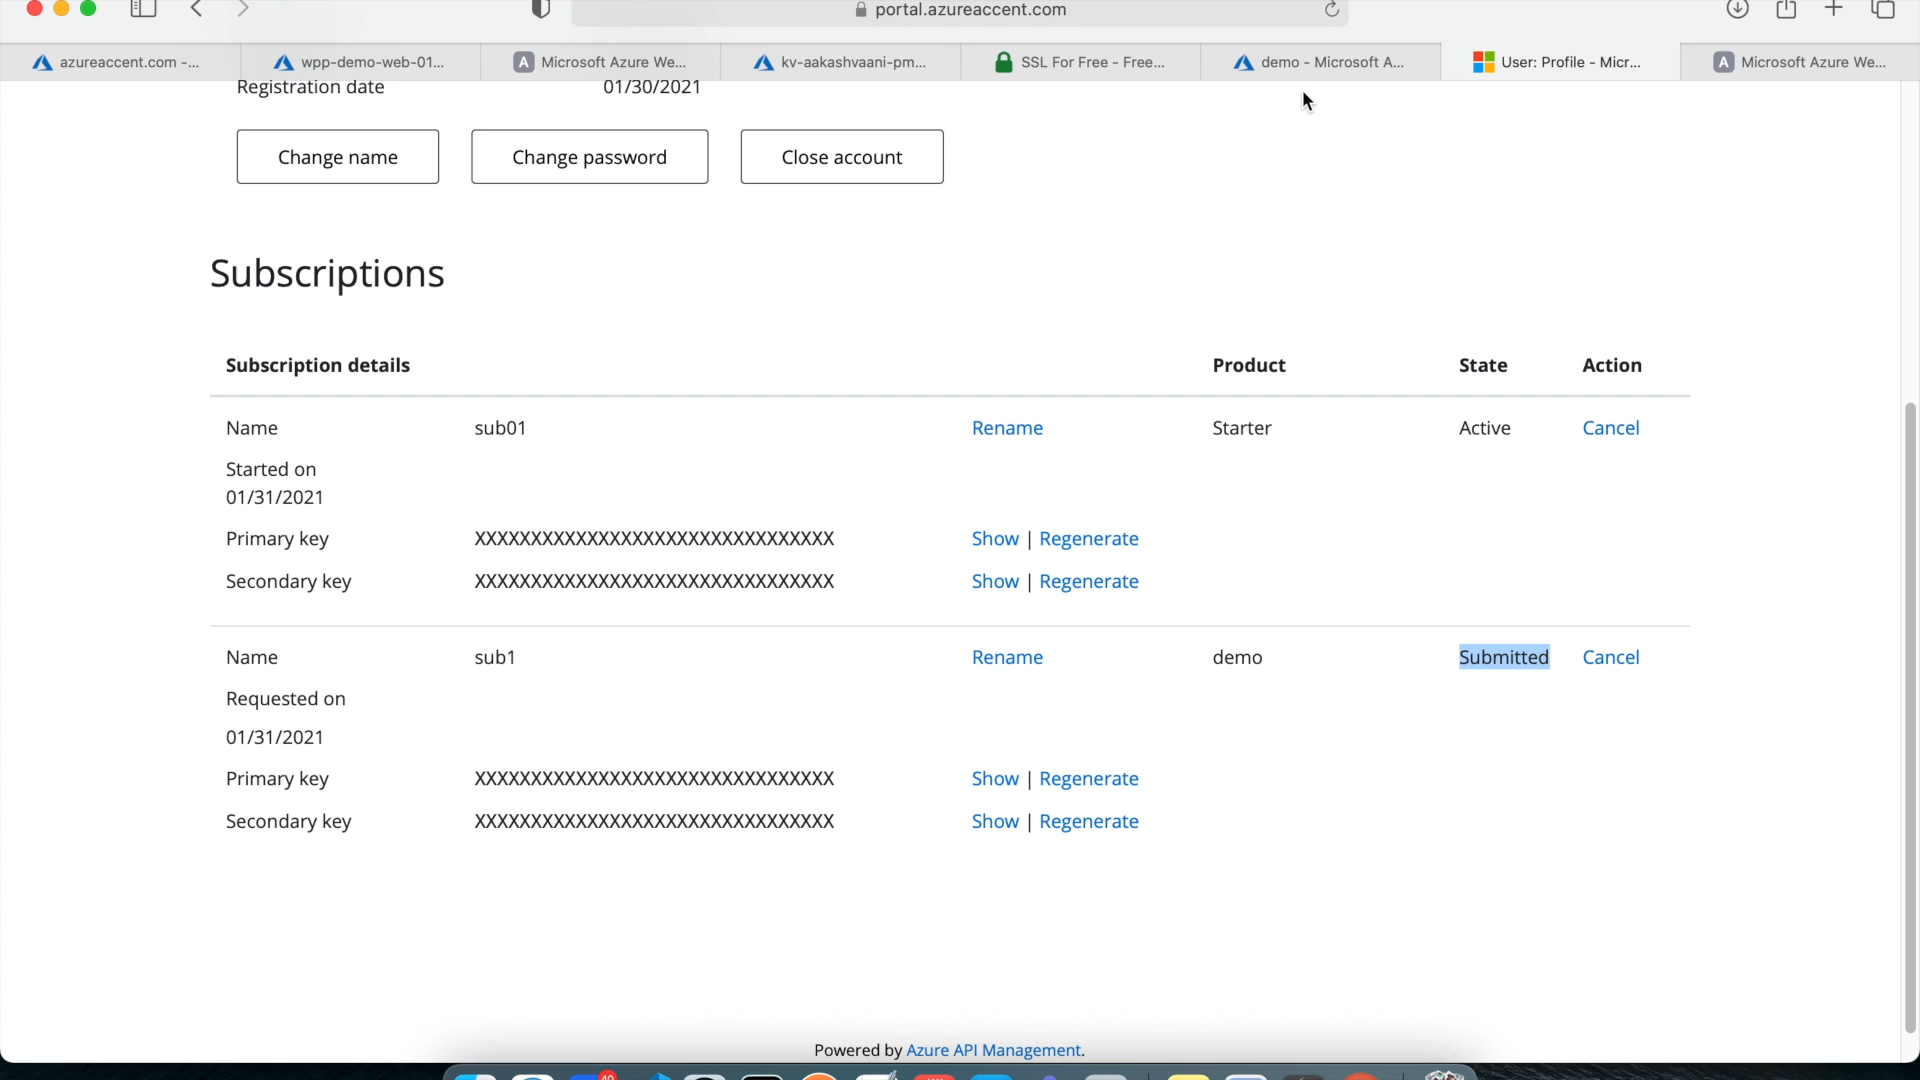 portal.azureaccent.com
azureaccent.com -... wpp-demo-web-01... Microsoft Azure We... kv-aakashvaani-pm... SSL For Free - Free... demo - Microsoft A... User: Profile - Micr... Microsoft Azure We...
Registration date 01/30/2021
Change name Change password Close account
Subscriptions
Subscription details Product State Action
Name sub01 Rename Starter Active Cancel
Started on
01/31/2021
Primary key XXXXXXXXXXXXXXXXXXXXXXXXXXXXXXXX Show | Regenerate
Secondary key XXXXXXXXXXXXXXXXXXXXXXXXXXXXXXXX Show | Regenerate
Name sub1 Rename demo Submitted Cancel
Requested on
01/31/2021
Primary key XXXXXXXXXXXXXXXXXXXXXXXXXXXXXXXX Show | Regenerate
Secondary key XXXXXXXXXXXXXXXXXXXXXXXXXXXXXXXX Show | Regenerate
Powered by Azure API Management.